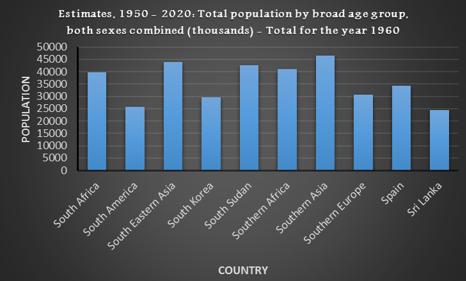 Estimates, 1950 - 2020: Total population by broad age group,
both sexes combined (thousands) - Total for the year 1960
50000
45000
40000
35000
30000
25000
20000
15000
10000
5000
0
POPULATION
South Africa
South America
South Eastern Asia
South Korea
South Sudan
Southern Africa
Southern Asia
Southern Europe
Spain
Sri Lanka
COUNTRY